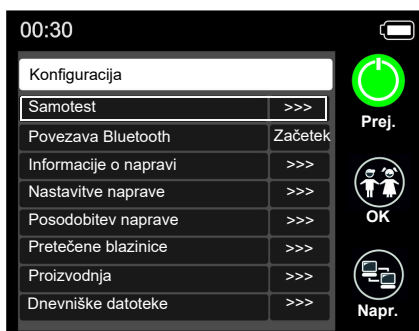 00:30
Konfiguracija
Samotest >>>
Povezava Bluetooth Začetek
Informacije o napravi >>>
Nastavitve naprave >>>
Posodobitev naprave >>>
Pretečene blazinice >>>
Proizvodnja >>>
Dnevniške datoteke >>>
Prej.
OK
Napr.